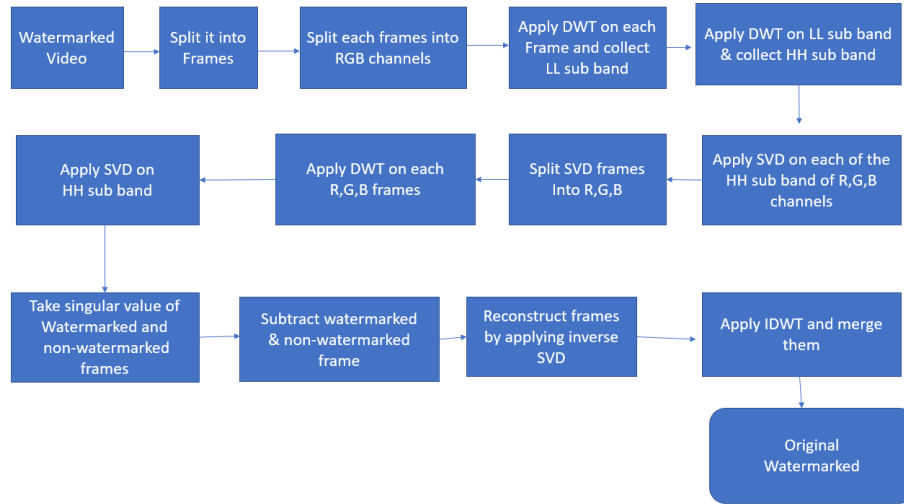 Watermarked
Video
Split it into
Frames
Split each frames into
RGB channels
Apply DWT on each
Frame and collect
LL sub band
Apply DWT on LL sub band
& collect HH sub band
Apply SVD on each of the
HH sub band of R,G,B
channels
Split SVD frames
Into R,G,B
Apply DWT on each
R,G,B frames
Apply SVD on
HH sub band
Take singular value of
Watermarked and
non-watermarked
frames
Subtract watermarked
& non-watermarked
frame
Reconstruct frames
by applying inverse
SVD
Apply IDWT and merge
them
Original
Watermarked